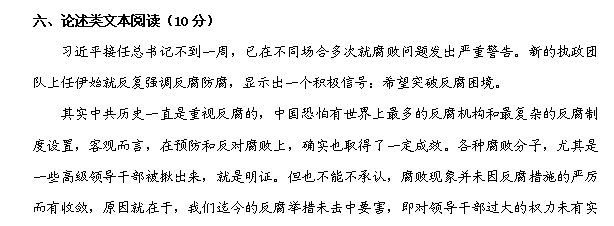 六、论述类文本阅读（10 分）
习近平接任总书记不到一周，已在不同场合多次就腐败问题发出严重警告。新的执政团
队上任伊始就反复强调反腐防腐，显示出一个积极信号：希望突破反腐困境。
其实中共历史一直是重视反腐的，中国恐怕有世界上最多的反腐机构和最复杂的反腐制
度设置，客观而言，在预防和反对腐败上，确实也取得了一定成效。各种腐败分子，尤其是
一些高级领导干部被揪出来，就是明证。但也不能不承认，腐败现象并未因反腐措施的严厉
而有收敛，原因就在于，我们迄今的反腐举措未击中要害，即对领导干部过大的权力未有实